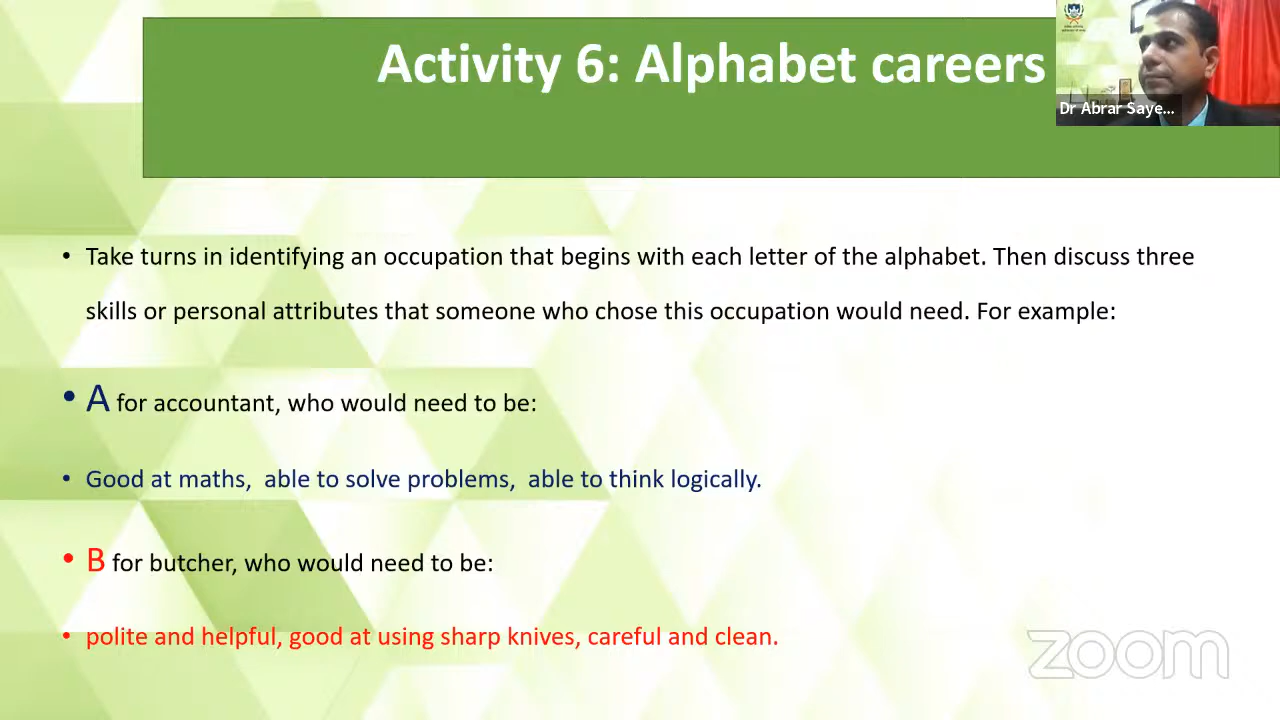 Activity 6: Alphabet careers
Dr Abrar Saye...
• Take turns in identifying an occupation that begins with each letter of the alphabet. Then discuss three
skills or personal attributes that someone who chose this occupation would need. For example:
• A for accountant, who would need to be:
• Good at maths, able to solve problems, able to think logically.
• B for butcher, who would need to be:
• polite and helpful, good at using sharp knives, careful and clean.
zoom